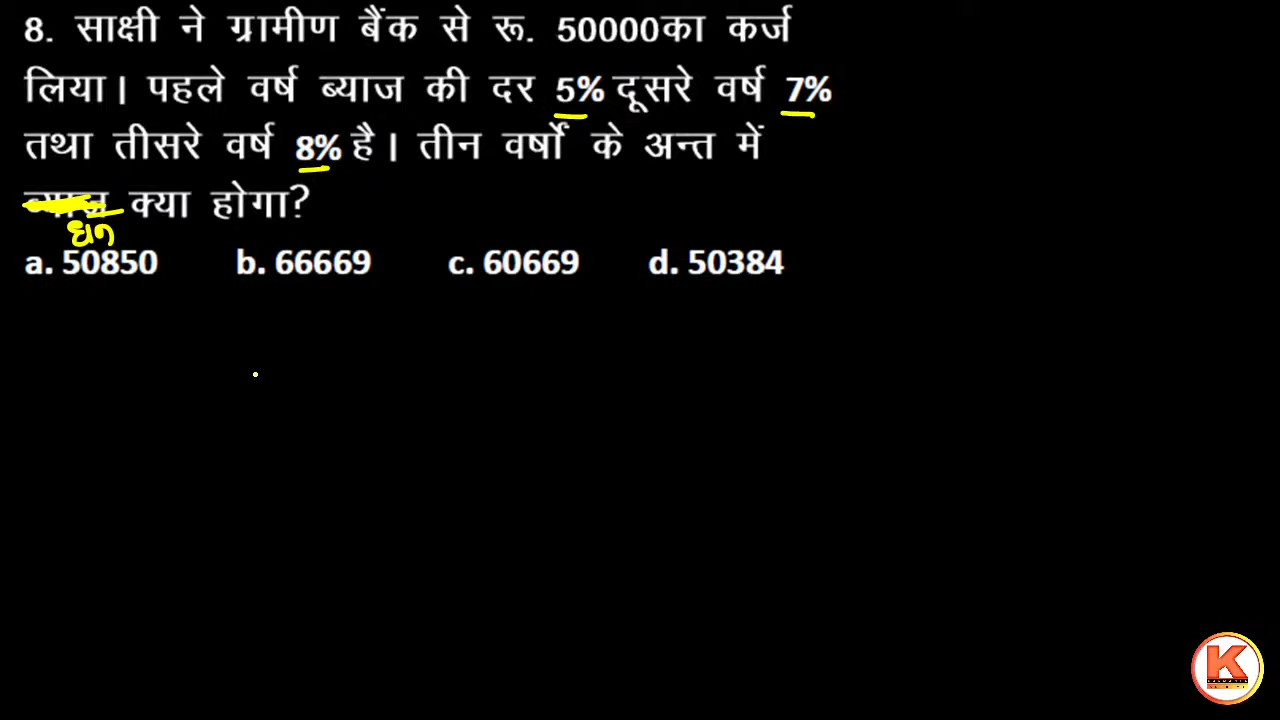 8. साक्षी ने ग्रामीण बैंक से रू. 50000का कर्ज
लिया। पहले वर्ष ब्याज की दर 5% दूसरे वर्ष 7%
तथा तीसरे वर्ष 8% है। तीन वर्षों के अन्त में
ब्याज क्या होगा?
धन
a. 50850 b. 66669 c. 60669 d. 50384
K